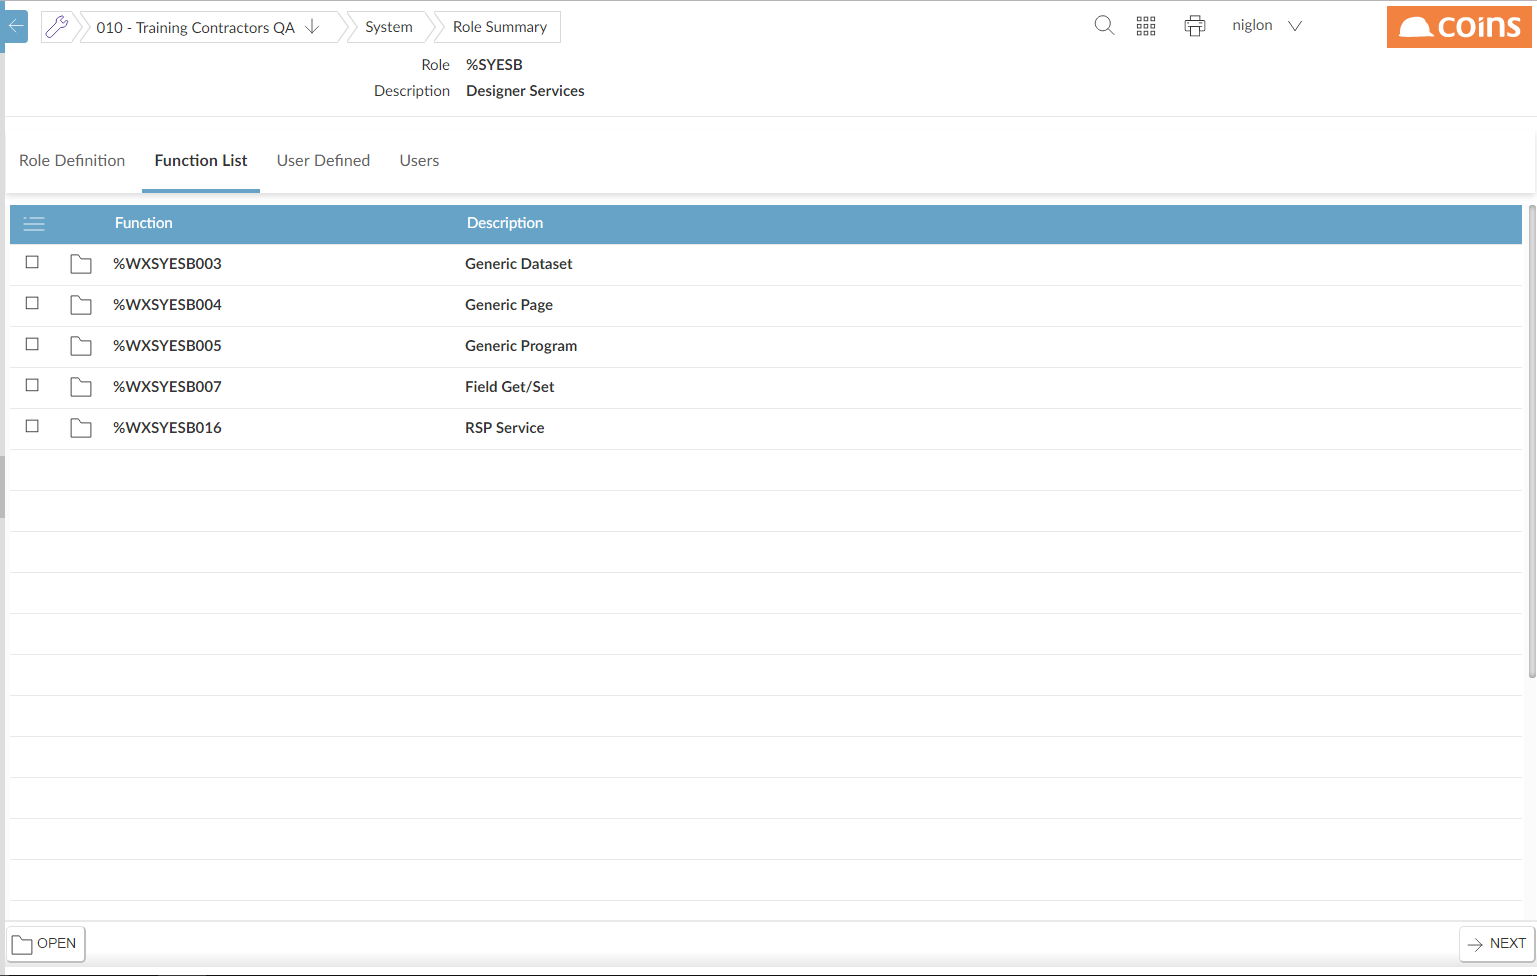 010 - Training Contractors QA System Role Summary niglon coins
Role %SYESB
Description Designer Services
Role Definition Function List User Defined Users
Function Description
%WXSYESB003 Generic Dataset
%WXSYESB004 Generic Page
%WXSYESB005 Generic Program
%WXSYESB007 Field Get/Set
%WXSYESB016 RSP Service
OPEN NEXT